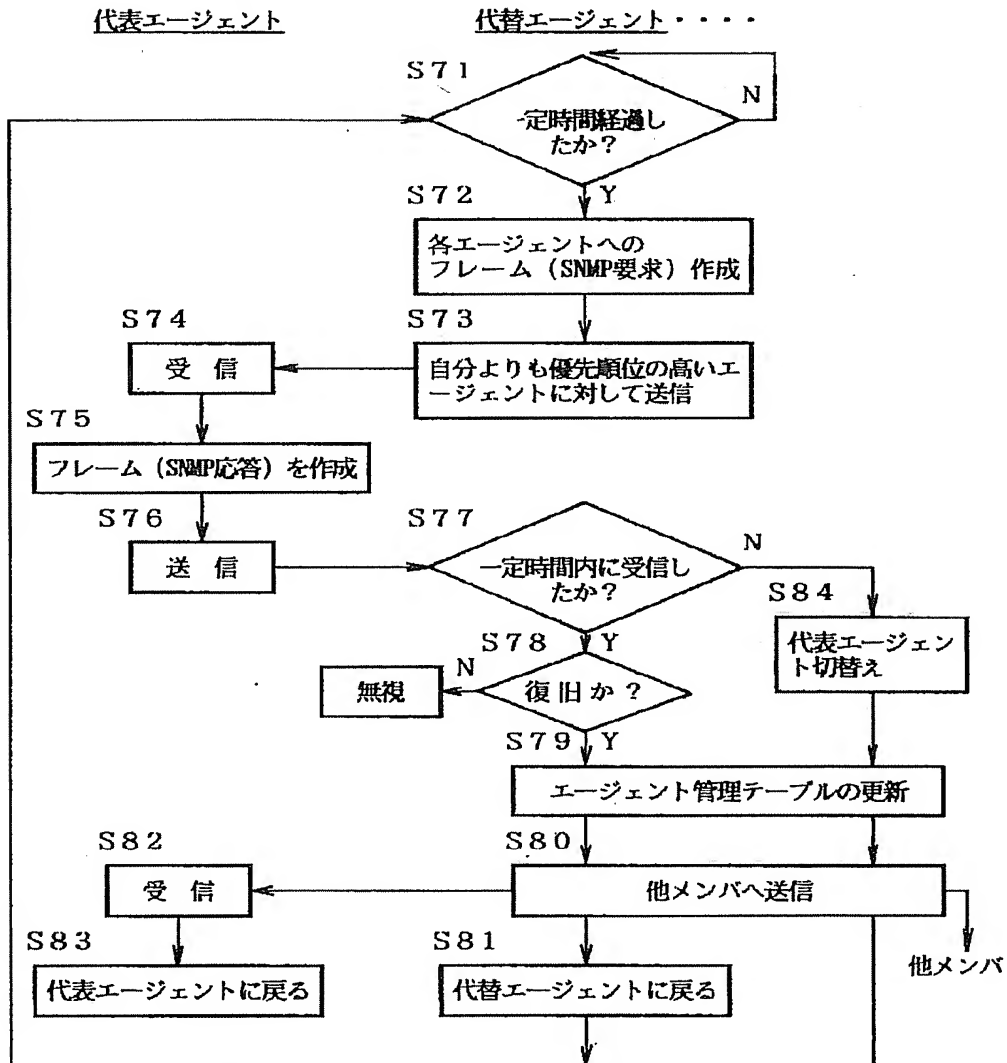 代表エージェント
代替エージェント・・・・
S71
N
一定時間経過し
たか？
S72
Y
各エージェントへの
フレーム（SNMP要求）作成
S74
S73
受 信
自分よりも優先順位の高いエ
ージェントに対して送信
S75
フレーム（SNMP応答）を作成
S76
S77
N
送 信
一定時間内に受信し
たか？
S84
代表エージェン
ト切替え
S78
Y
N
無視
復旧か？
S79
Y
エージェント管理テーブルの更新
S82
S80
受 信
他メンバへ送信
S83
S81
他メンバ
代表エージェントに戻る
代替エージェントに戻る